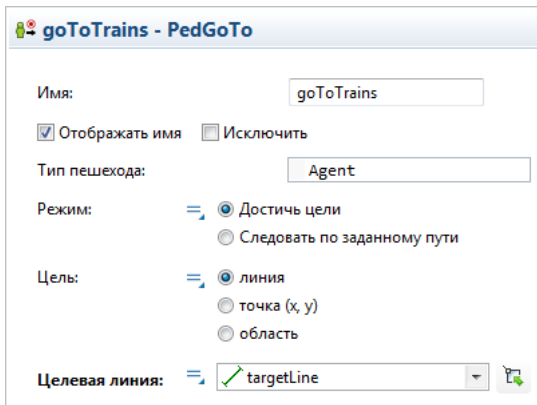 goToTrains - PedGoTo
Имя: goToTrains
Отображать имя Исключить
Тип пешехода: Agent
Режим: Достичь цели
Следовать по заданному пути
Цель: линия
точка (x, y)
область
Целевая линия: targetLine